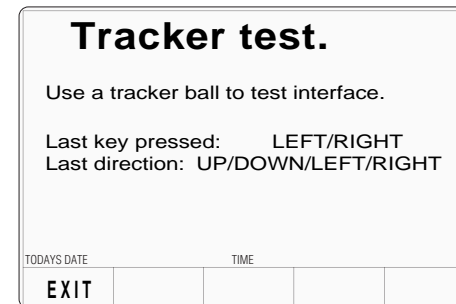 Tracker test.
Use a tracker ball to test interface.
Last key pressed: LEFT/RIGHT
Last direction: UP/DOWN/LEFT/RIGHT
TODAYS DATE TIME
EXIT